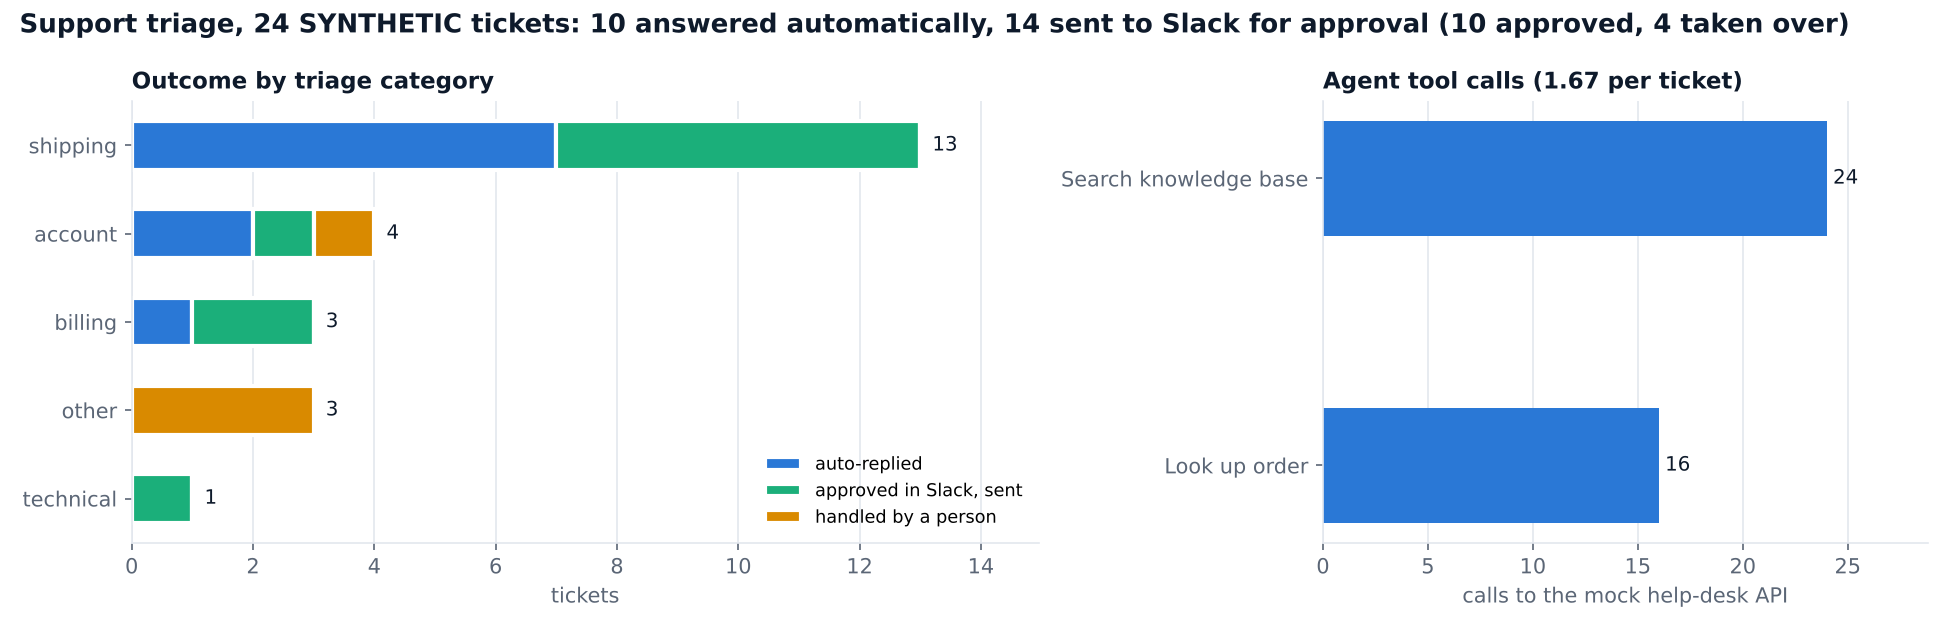 Support triage, 24 SYNTHETIC tickets: 10 answered automatically, 14 sent to Slack for approval (10 approved, 4 taken over)
Outcome by triage category
shipping
13
account
4
billing
3
other
3
technical
1
auto-replied
approved in Slack, sent
handled by a person
0 2 4 6 8 10 12 14
tickets
Agent tool calls (1.67 per ticket)
Search knowledge base
24
Look up order
16
0 5 10 15 20 25
calls to the mock help-desk API